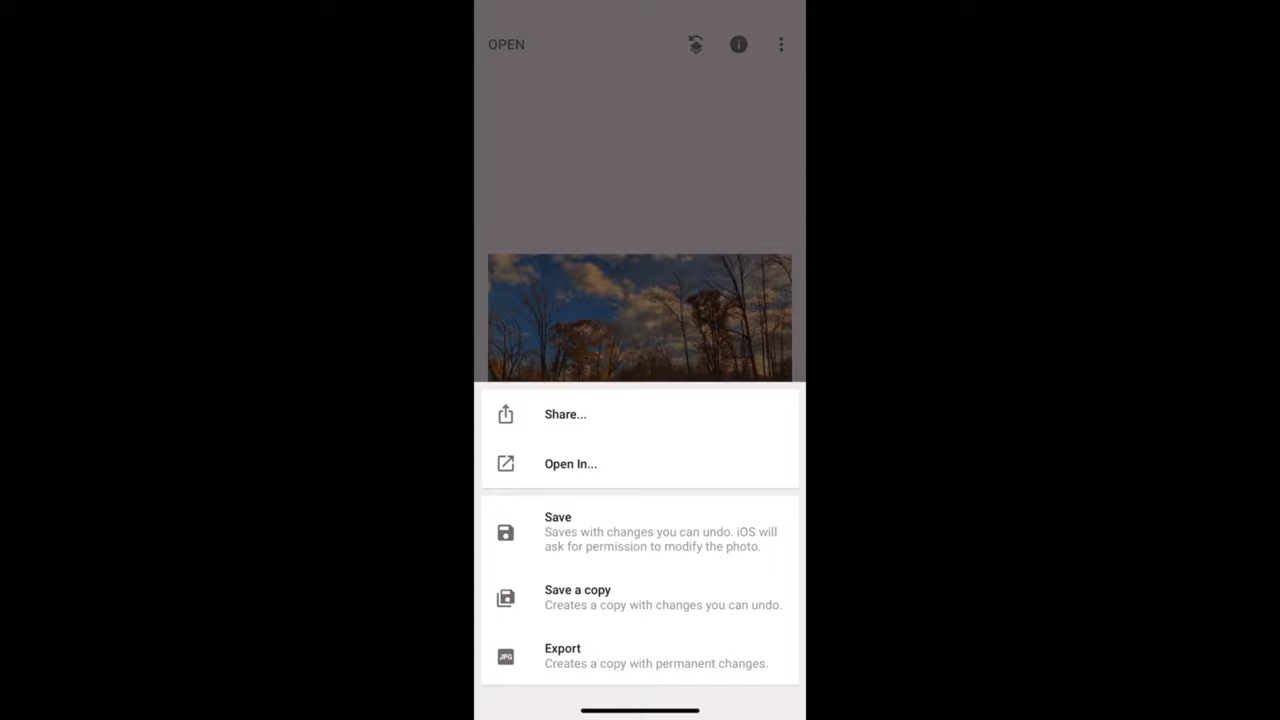 OPEN
Share...
Open In...
Save
Saves with changes you can undo. iOS will
ask for permission to modify the photo.
Save a copy
Creates a copy with changes you can undo.
JPG
Export
Creates a copy with permanent changes.